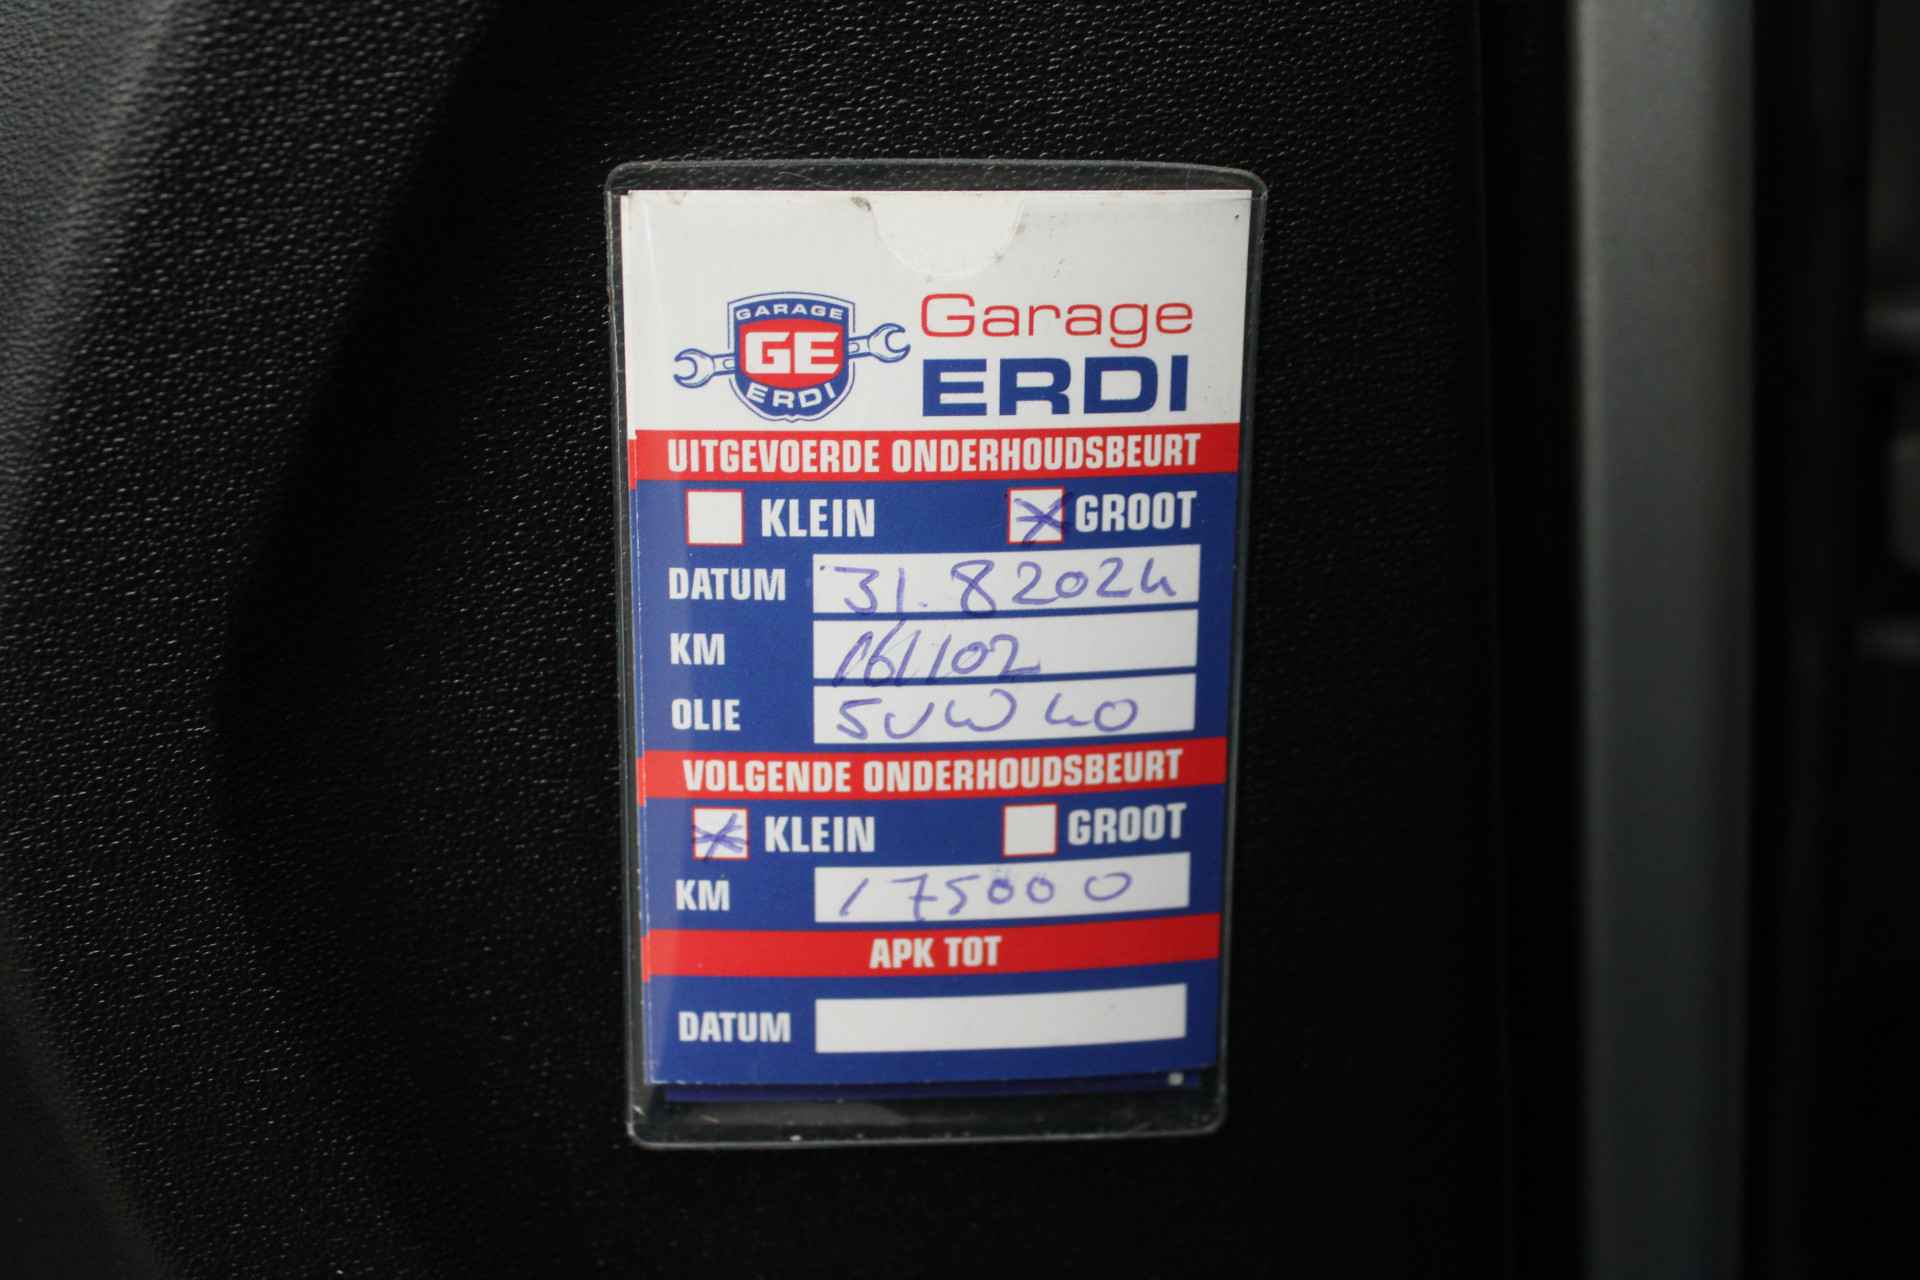 GARAGE
GE
ERDI
Garage
ERDI
UITGEVOERDE ONDERHOUDSBEURT
KLEIN GROOT
DATUM 31.8 2024
KM 161102
OLIE 5VW40
VOLGENDE ONDERHOUDSBEURT
KLEIN GROOT
KM 175000
APK TOT
DATUM